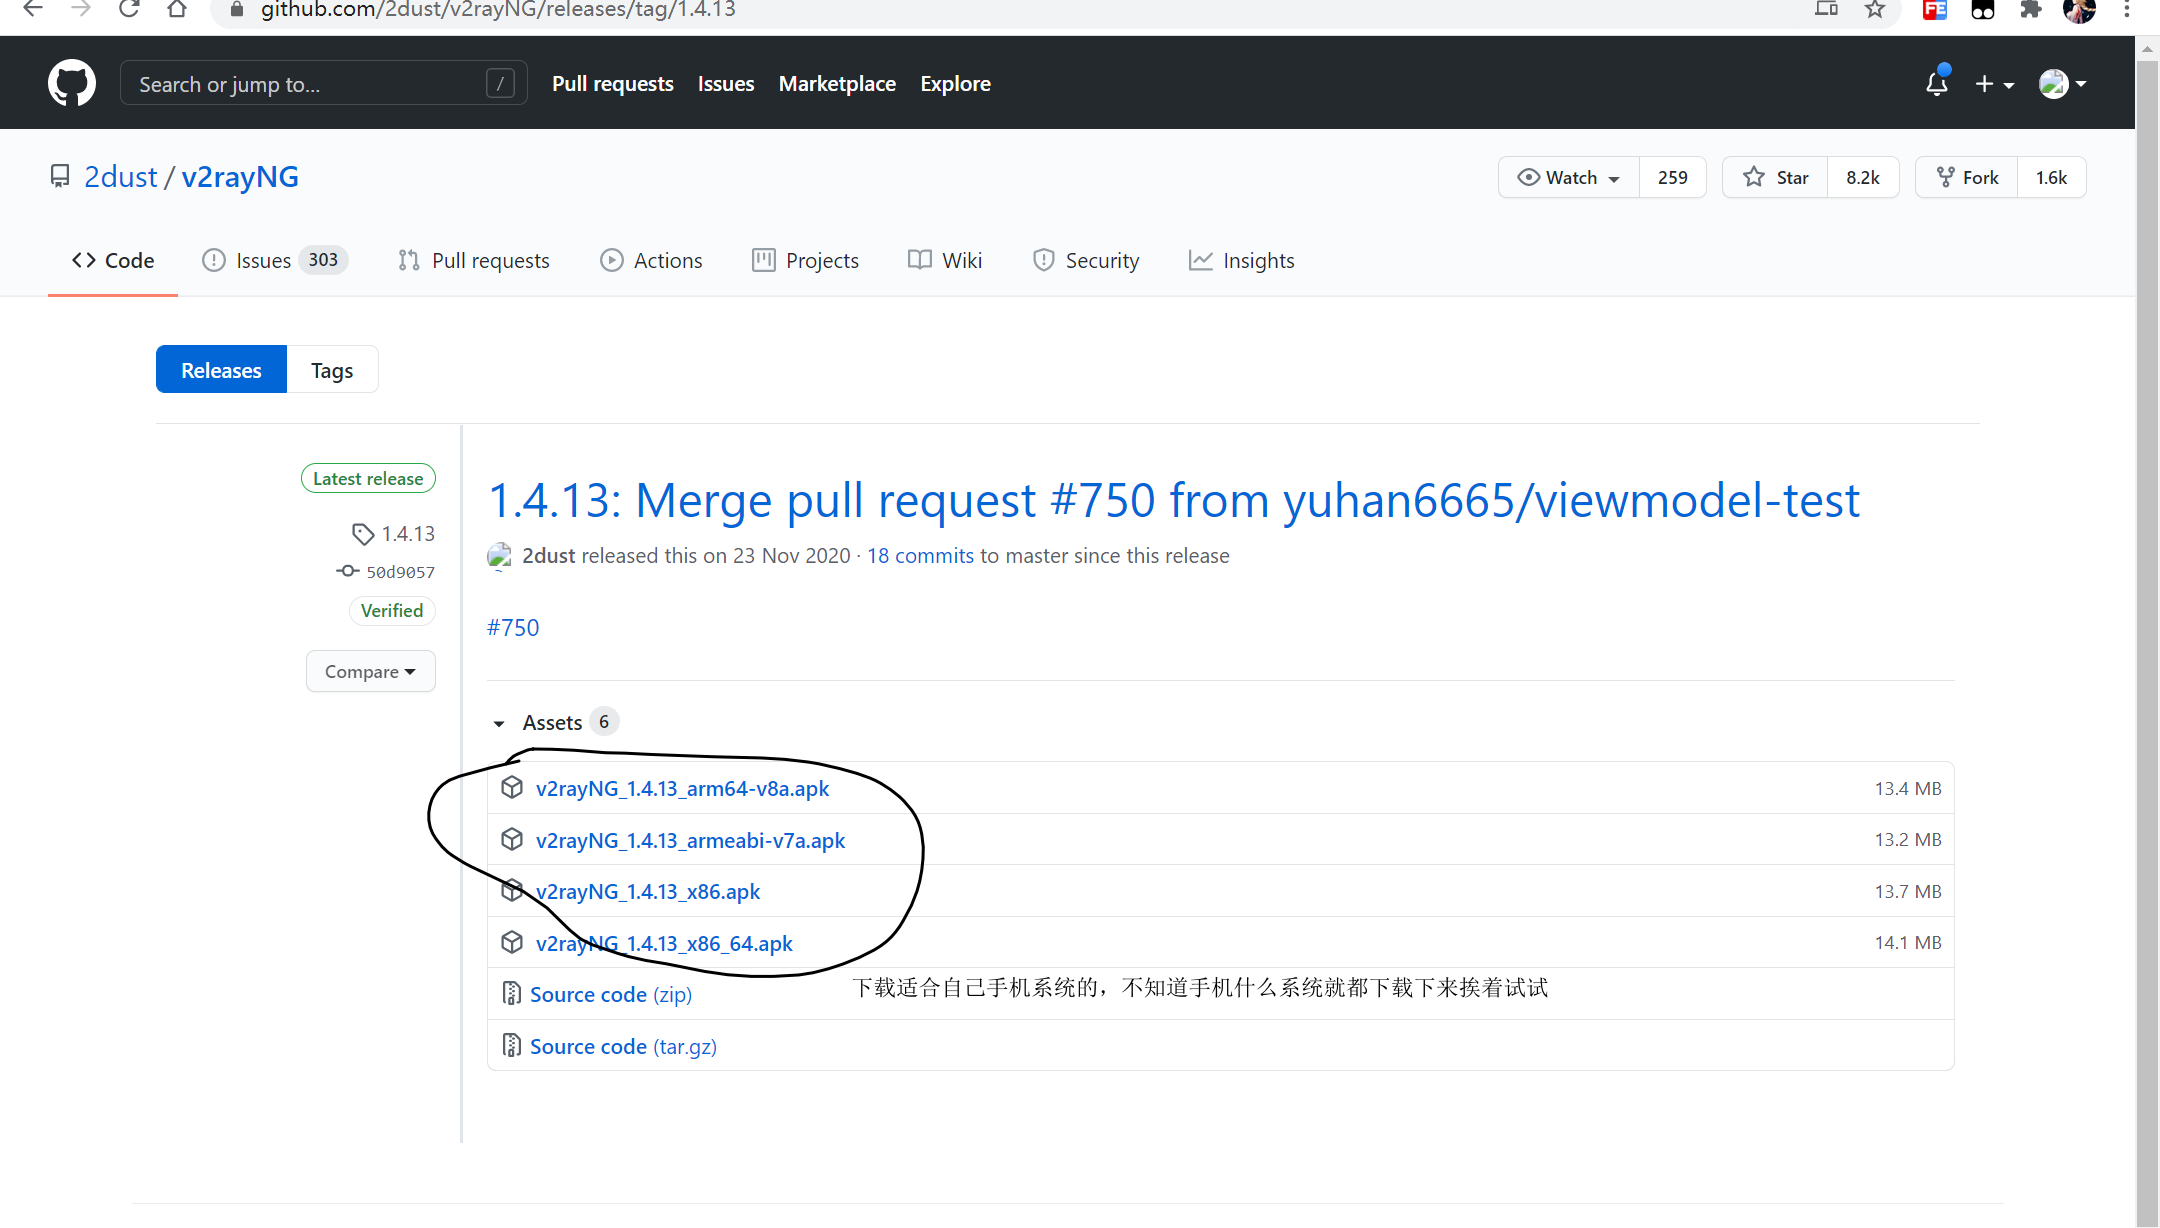 github.com/2dust/v2rayNG/releases/tag/1.4.13
FE
Search or jump to... /
Pull requests Issues Marketplace Explore
2dust / v2rayNG
Watch 259 Star 8.2k Fork 1.6k
Code Issues 303 Pull requests Actions Projects Wiki Security Insights
Releases Tags
Latest release
1.4.13
50d9057
Verified
Compare
1.4.13: Merge pull request #750 from yuhan6665/viewmodel-test
2dust released this on 23 Nov 2020 · 18 commits to master since this release
#750
Assets 6
v2rayNG_1.4.13_arm64-v8a.apk 13.4 MB
v2rayNG_1.4.13_armeabi-v7a.apk 13.2 MB
v2rayNG_1.4.13_x86.apk 13.7 MB
v2rayNG_1.4.13_x86_64.apk 14.1 MB
下载适合自己手机系统的，不知道手机什么系统就都下载下来挨着试试
Source code (zip)
Source code (tar.gz)